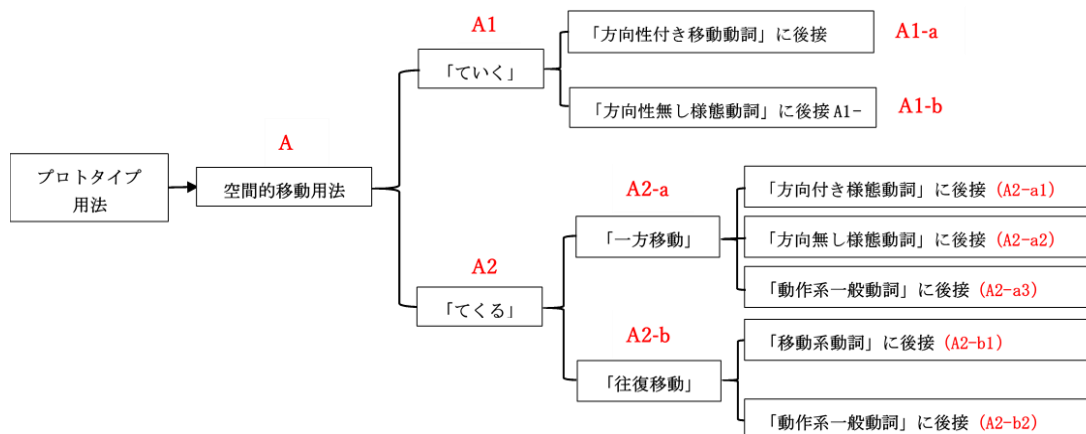 A1
「方向性付き移動動詞」に後接
A1-a
「ていく」
「方向性無し様態動詞」に後接 A1-
A1-b
A
プロトタイプ
用法
空間的移動用法
A2-a
「方向付き様態動詞」に後接（A2-a1）
「一方移動」
「方向無し様態動詞」に後接（A2-a2）
A2
「動作系一般動詞」に後接（A2-a3）
「てくる」
A2-b
「移動系動詞」に後接（A2-b1）
「往復移動」
「動作系一般動詞」に後接（A2-b2）